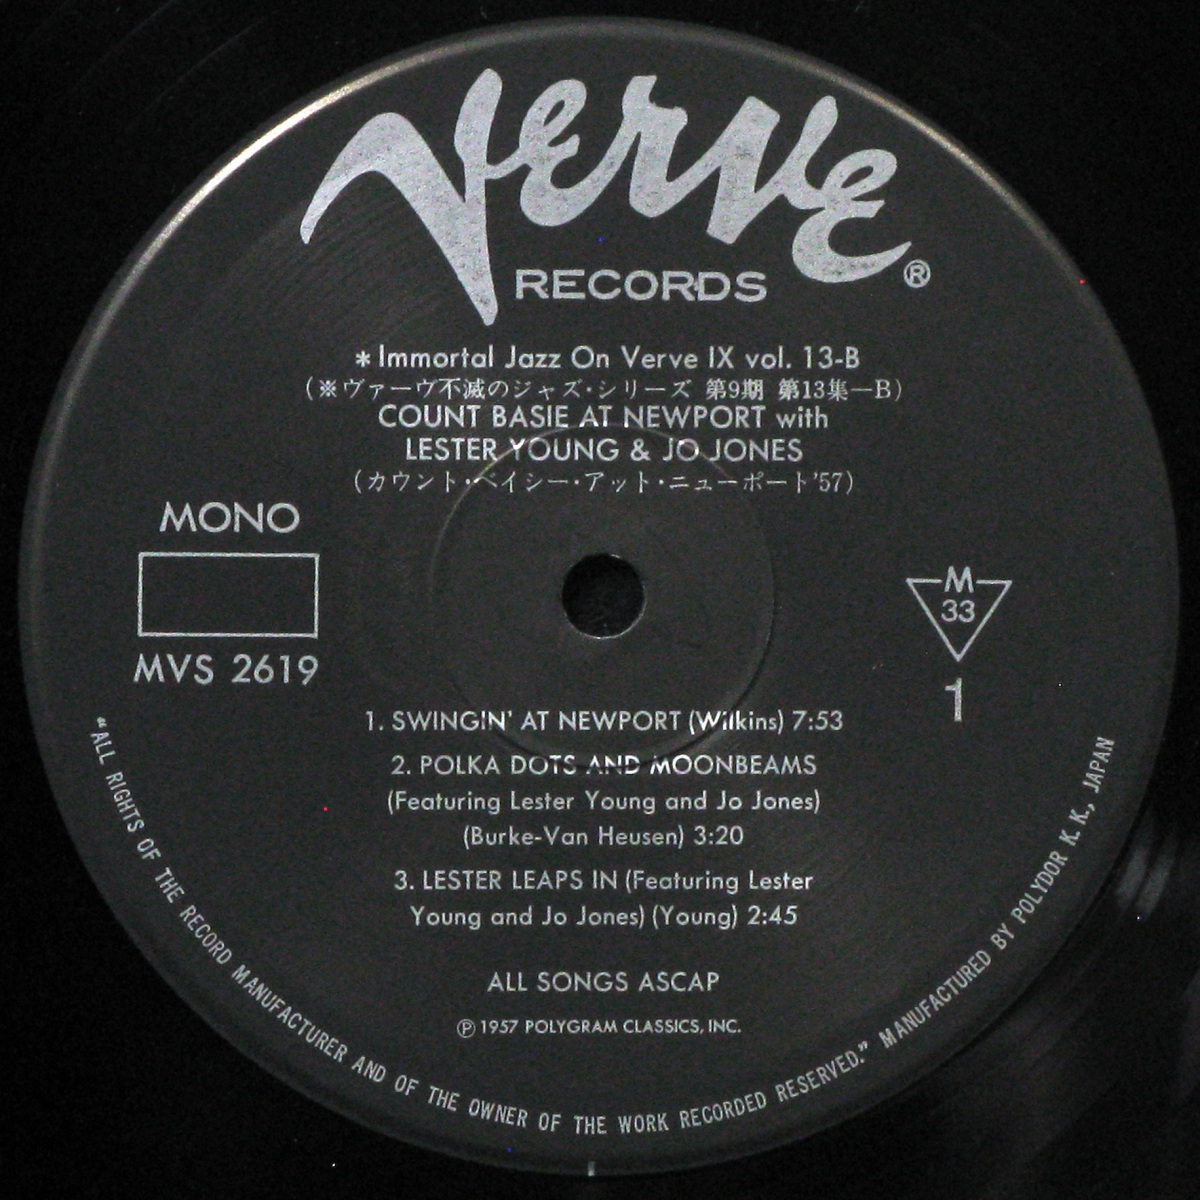 Verve
RECORDS
®
* Immortal Jazz On Verve IX vol. 13-B
(※ヴァーヴ不滅のジャズ・シリーズ 第9期 第13集—B)
COUNT BASIE AT NEWPORT with
LESTER YOUNG & JO JONES
(カウント・ベイシー・アット・ニューポート'57)
MONO
MVS 2619
M
33
1
1. SWINGIN' AT NEWPORT (Wilkins) 7:53
2. POLKA DOTS AND MOONBEAMS
(Featuring Lester Young and Jo Jones)
(Burke-Van Heusen) 3:20
3. LESTER LEAPS IN (Featuring Lester
Young and Jo Jones) (Young) 2:45
ALL SONGS ASCAP
℗ 1957 POLYGRAM CLASSICS, INC.
"ALL RIGHTS OF THE RECORD MANUFACTURER AND OF THE OWNER OF THE WORK RECORDED RESERVED." MANUFACTURED BY POLYDOR K. K., JAPAN